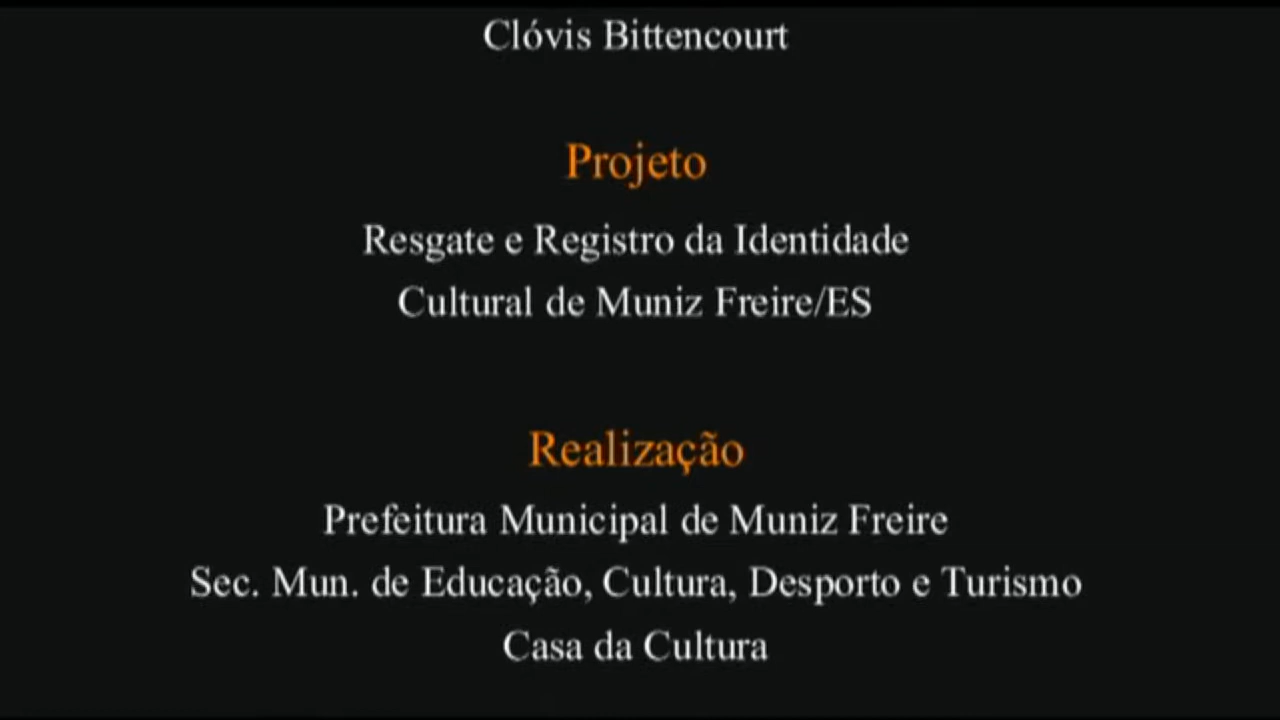 Clóvis Bittencourt
Projeto
Resgate e Registro da Identidade
Cultural de Muniz Freire/ES
Realização
Prefeitura Municipal de Muniz Freire
Sec. Mun. de Educação, Cultura, Desporto e Turismo
Casa da Cultura